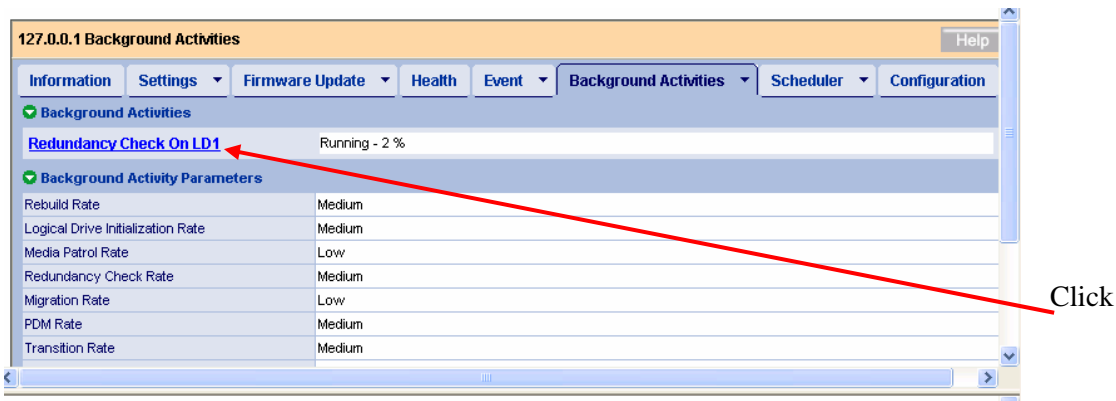 127.0.0.1 Background Activities Help
Information Settings Firmware Update Health Event Background Activities Scheduler Configuration
Background Activities
Redundancy Check On LD1 Running - 2 %
Background Activity Parameters
Rebuild Rate Medium
Logical Drive Initialization Rate Medium
Media Patrol Rate Low
Redundancy Check Rate Medium
Migration Rate Low
PDM Rate Medium
Transition Rate Medium
Click